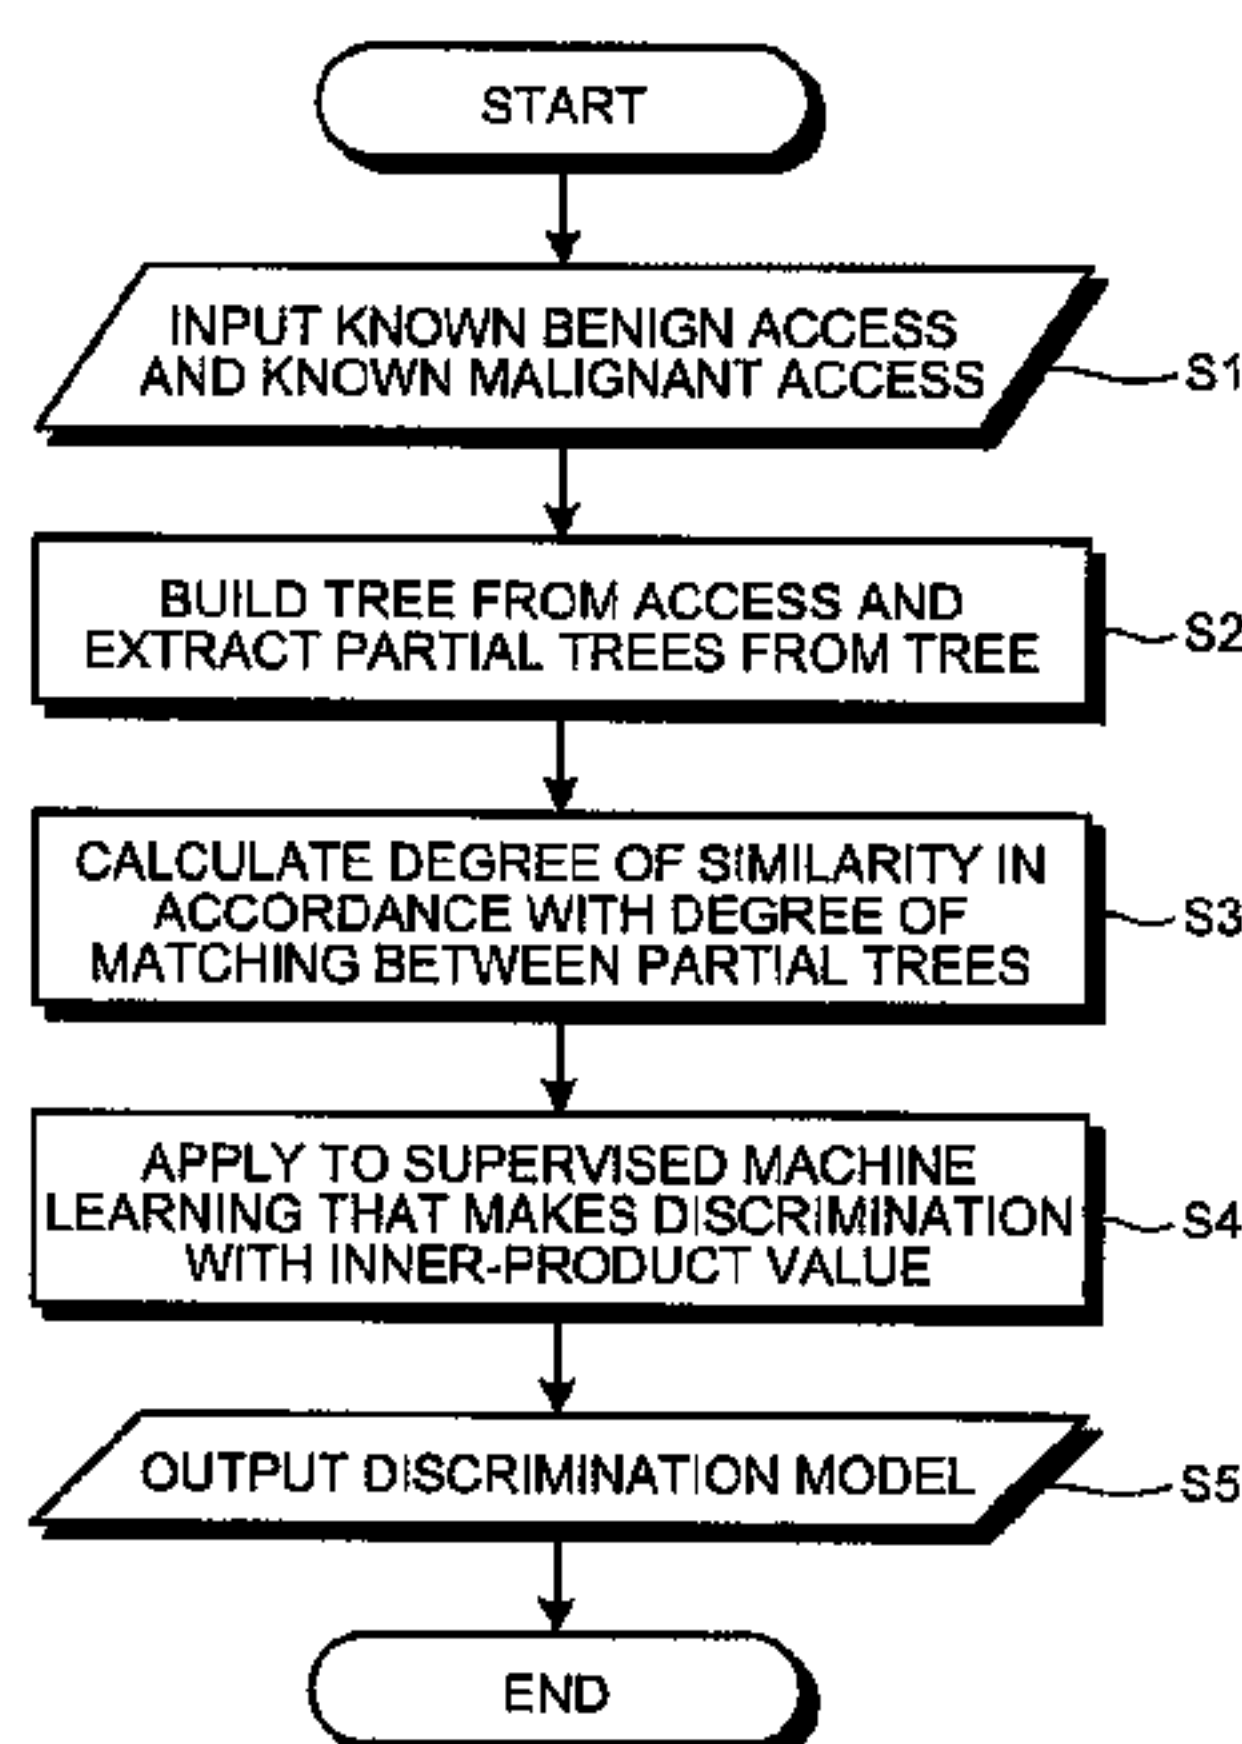 START
INPUT KNOWN BENIGN ACCESS
AND KNOWN MALIGNANT ACCESS
S1
BUILD TREE FROM ACCESS AND
EXTRACT PARTIAL TREES FROM TREE
S2
CALCULATE DEGREE OF SIMILARITY IN
ACCORDANCE WITH DEGREE OF
MATCHING BETWEEN PARTIAL TREES
S3
APPLY TO SUPERVISED MACHINE
LEARNING THAT MAKES DISCRIMINATION
WITH INNER-PRODUCT VALUE
S4
OUTPUT DISCRIMINATION MODEL
S5
END